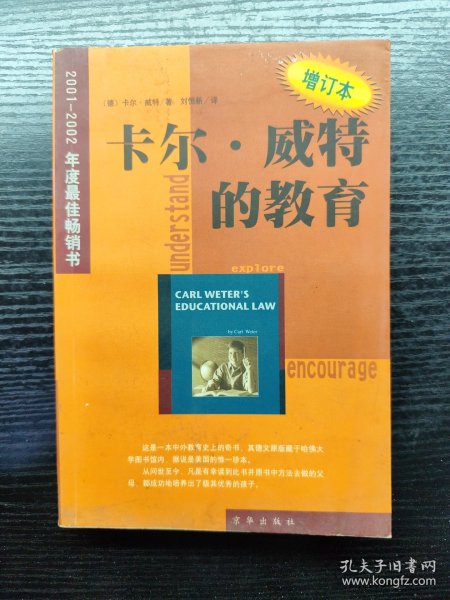 2001-2002 年度最佳畅销书
(德) 卡尔·威特 著 刘恒新/译
增订本
卡尔·威特
的教育
understand
explore
CARL WETER'S
EDUCATIONAL LAW
by Carl Weter
encourage
这是一本中外教育史上的奇书，其德文原版藏于哈佛大
学图书馆内，据说是美国的惟一珍本。
从问世至今，凡是有幸读到此书并用书中方法去做的父
母，都成功地培养出了极其优秀的孩子。
京华出版社
孔夫子旧书网
www.kongfz.com